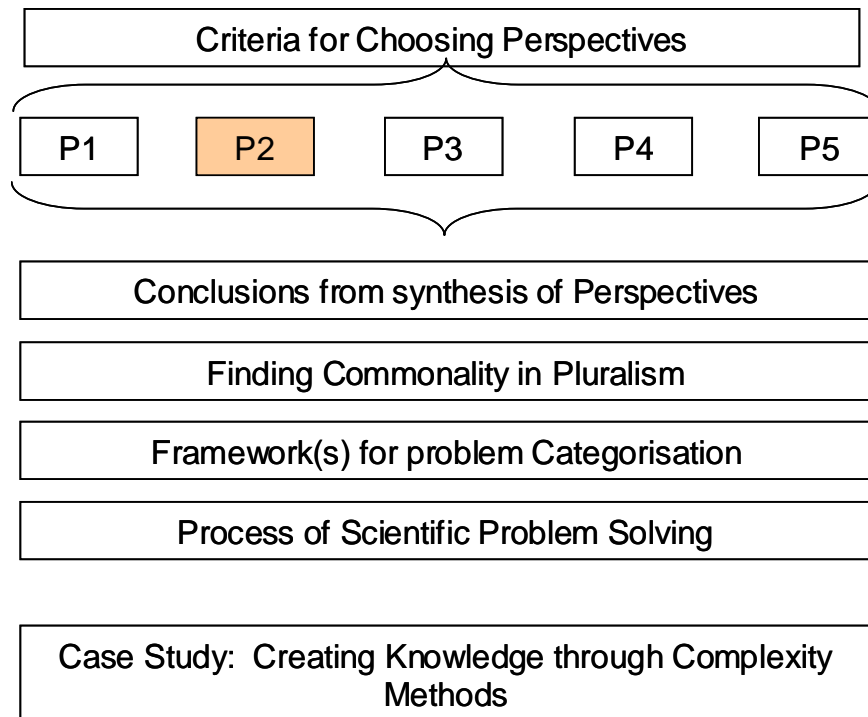 Criteria for Choosing Perspectives
P1 P2 P3 P4 P5
Conclusions from synthesis of Perspectives
Finding Commonality in Pluralism
Framework(s) for problem Categorisation
Process of Scientific Problem Solving
Case Study: Creating Knowledge through Complexity
Methods